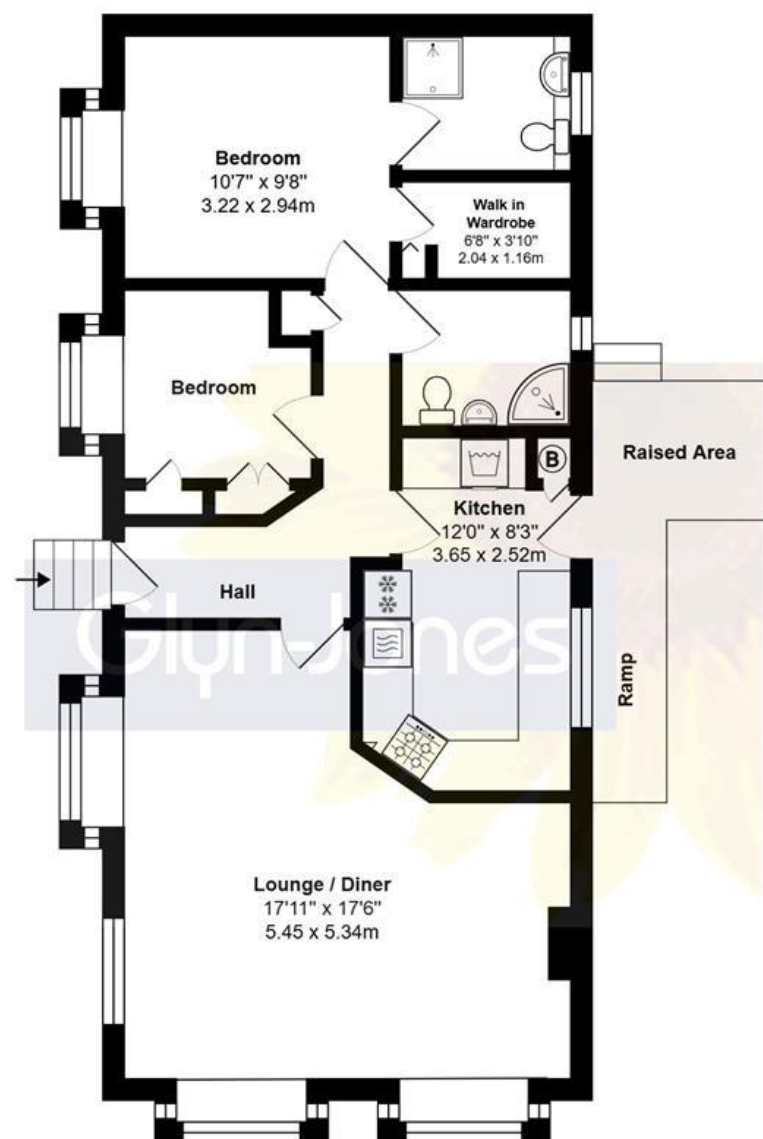 Bedroom
10'7" x 9'8"
3.22 x 2.94m
Walk in
Wardrobe
6'8" x 3'10"
2.04 x 1.16m
Bedroom
B
Raised Area
Kitchen
12'0" x 8'3"
3.65 x 2.52m
Hall
Glyn-Jones
Ramp
Lounge / Diner
17'11" x 17'6"
5.45 x 5.34m